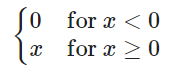 0 for x < 0
x for x ≥ 0